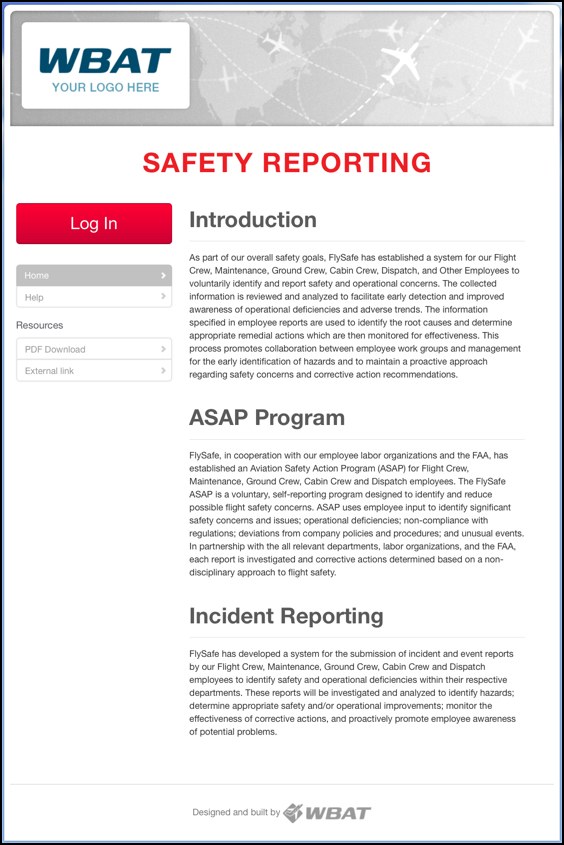 WBAT
YOUR LOGO HERE
SAFETY REPORTING
Log In
Home
Help
Resources
PDF Download
External link
Introduction
As part of our overall safety goals, FlySafe has established a system for our Flight
Crew, Maintenance, Ground Crew, Cabin Crew, Dispatch, and Other Employees to
voluntarily identify and report safety and operational concerns. The collected
information is reviewed and analyzed to facilitate early detection and improved
awareness of operational deficiencies and adverse trends. The information
specified in employee reports are used to identify the root causes and determine
appropriate remedial actions which are then monitored for effectiveness. This
process promotes collaboration between employee work groups and management
for the early identification of hazards and to maintain a proactive approach
regarding safety concerns and corrective action recommendations.
ASAP Program
FlySafe, in cooperation with our employee labor organizations and the FAA, has
established an Aviation Safety Action Program (ASAP) for Flight Crew,
Maintenance, Ground Crew, Cabin Crew and Dispatch employees. The FlySafe
ASAP is a voluntary, self-reporting program designed to identify and reduce
possible flight safety concerns. ASAP uses employee input to identify significant
safety concerns and issues; operational deficiencies; non-compliance with
regulations; deviations from company policies and procedures; and unusual events.
In partnership with the all relevant departments, labor organizations, and the FAA,
each report is investigated and corrective actions determined based on a non-
disciplinary approach to flight safety.
Incident Reporting
FlySafe has developed a system for the submission of incident and event reports
by our Flight Crew, Maintenance, Ground Crew, Cabin Crew and Dispatch
employees to identify safety and operational deficiencies within their respective
departments. These reports will be investigated and analyzed to identify hazards;
determine appropriate safety and/or operational improvements; monitor the
effectiveness of corrective actions, and proactively promote employee awareness
of potential problems.
Designed and built by WBAT